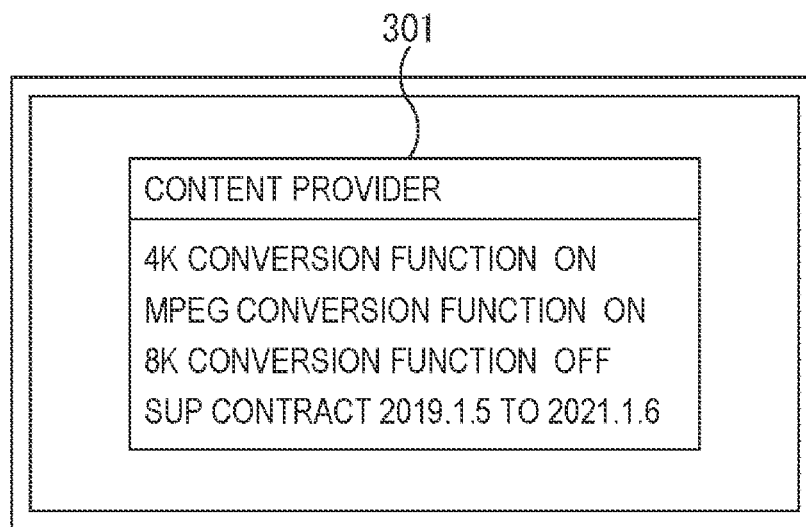 301
CONTENT PROVIDER
4K CONVERSION FUNCTION ON
MPEG CONVERSION FUNCTION ON
8K CONVERSION FUNCTION OFF
SUP CONTRACT 2019.1.5 TO 2021.1.6